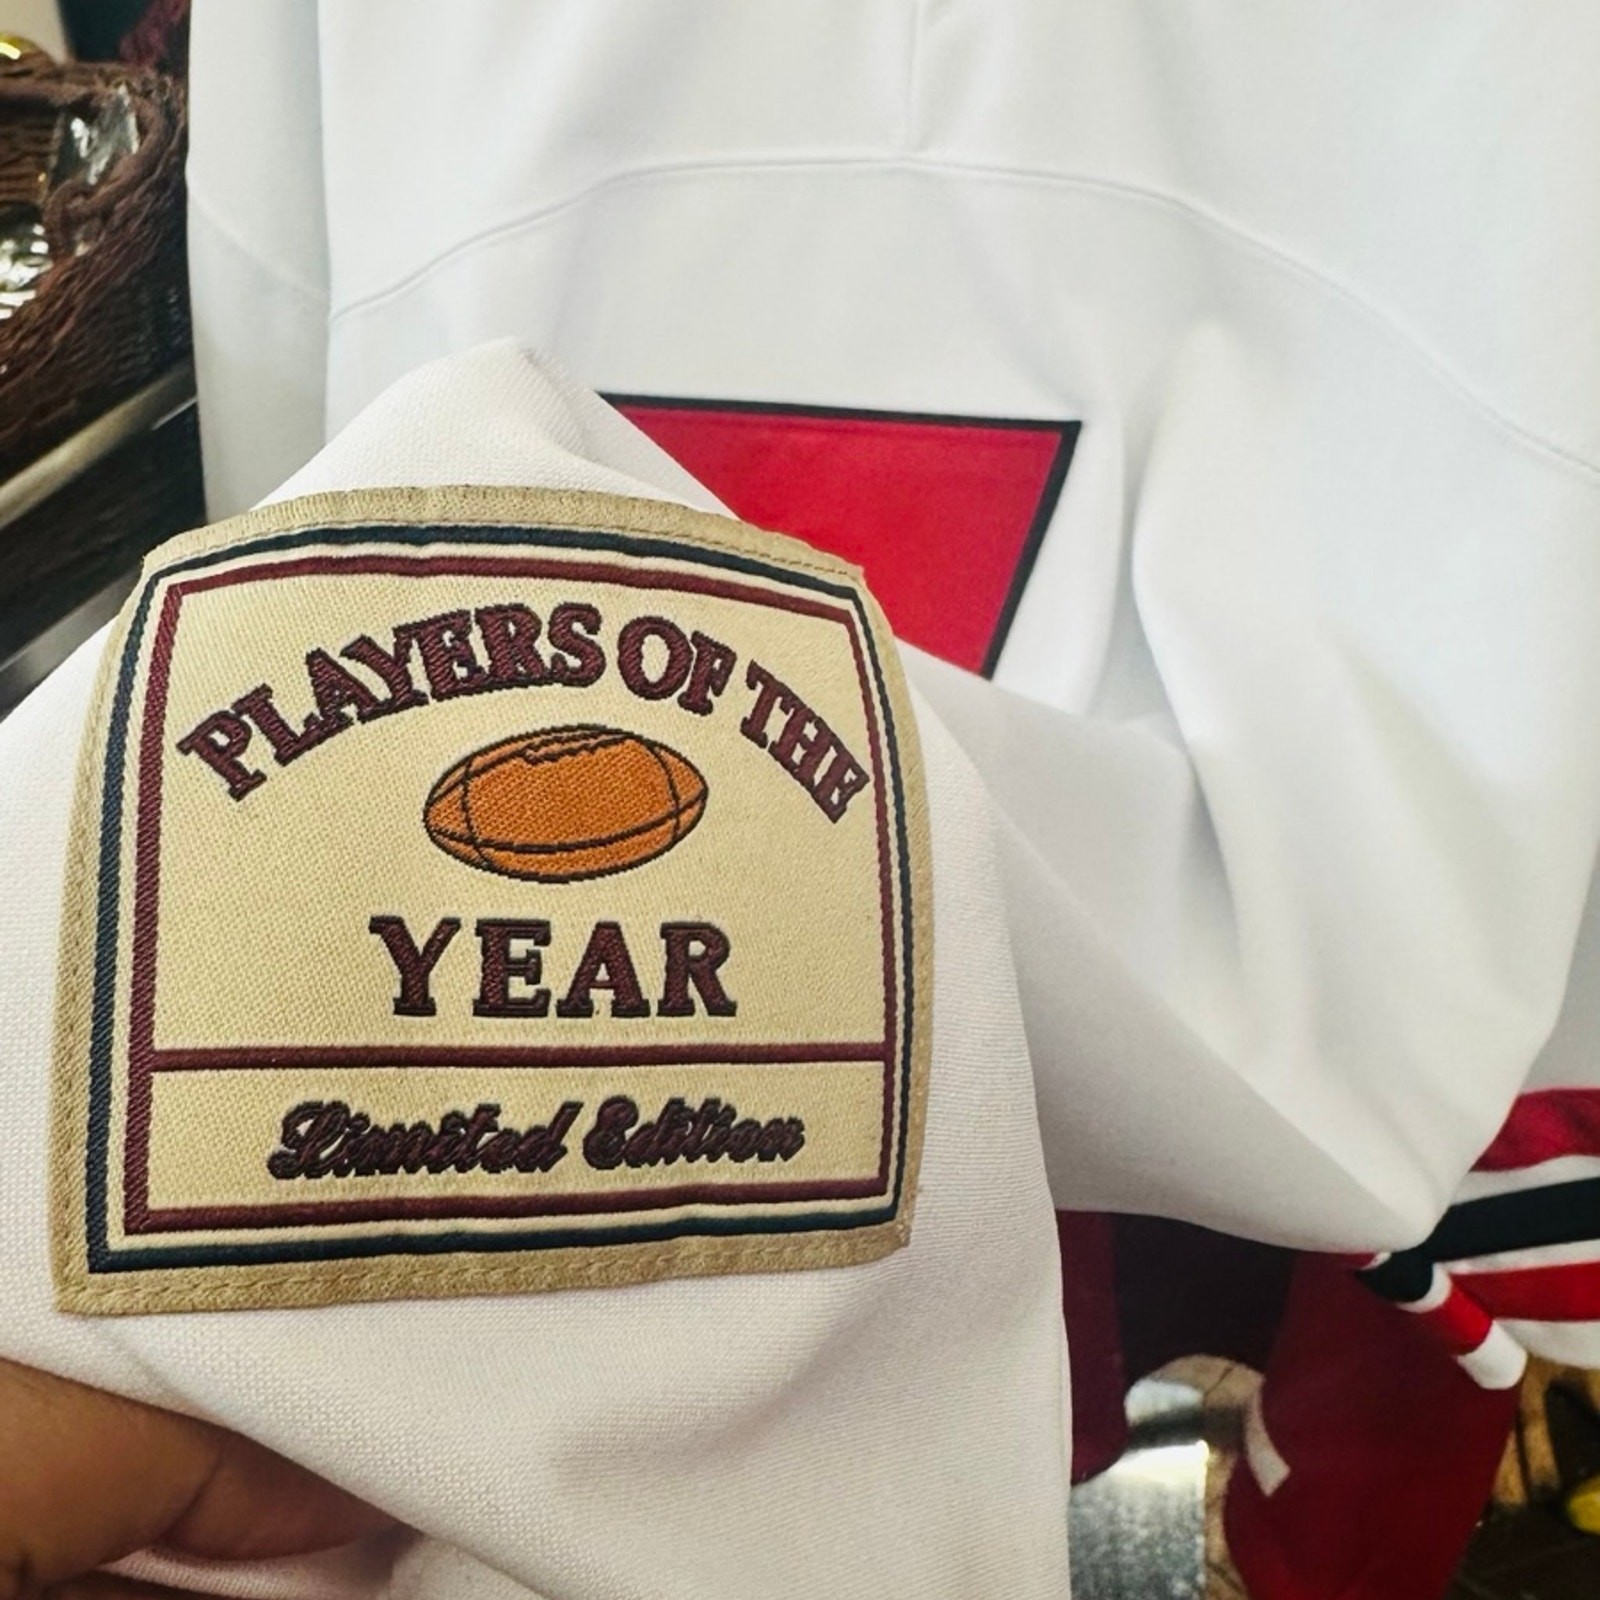 PLAYERS OF THE
YEAR
Limited Edition